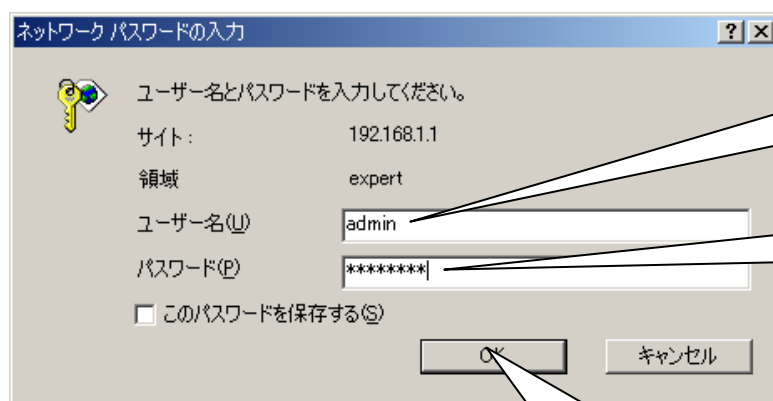 ネットワーク パスワードの入力
ユーザー名とパスワードを入力してください。
サイト: 192.168.1.1
領域 expert
ユーザー名(U) admin
パスワード(P) ********
このパスワードを保存する(S)
OK キャンセル